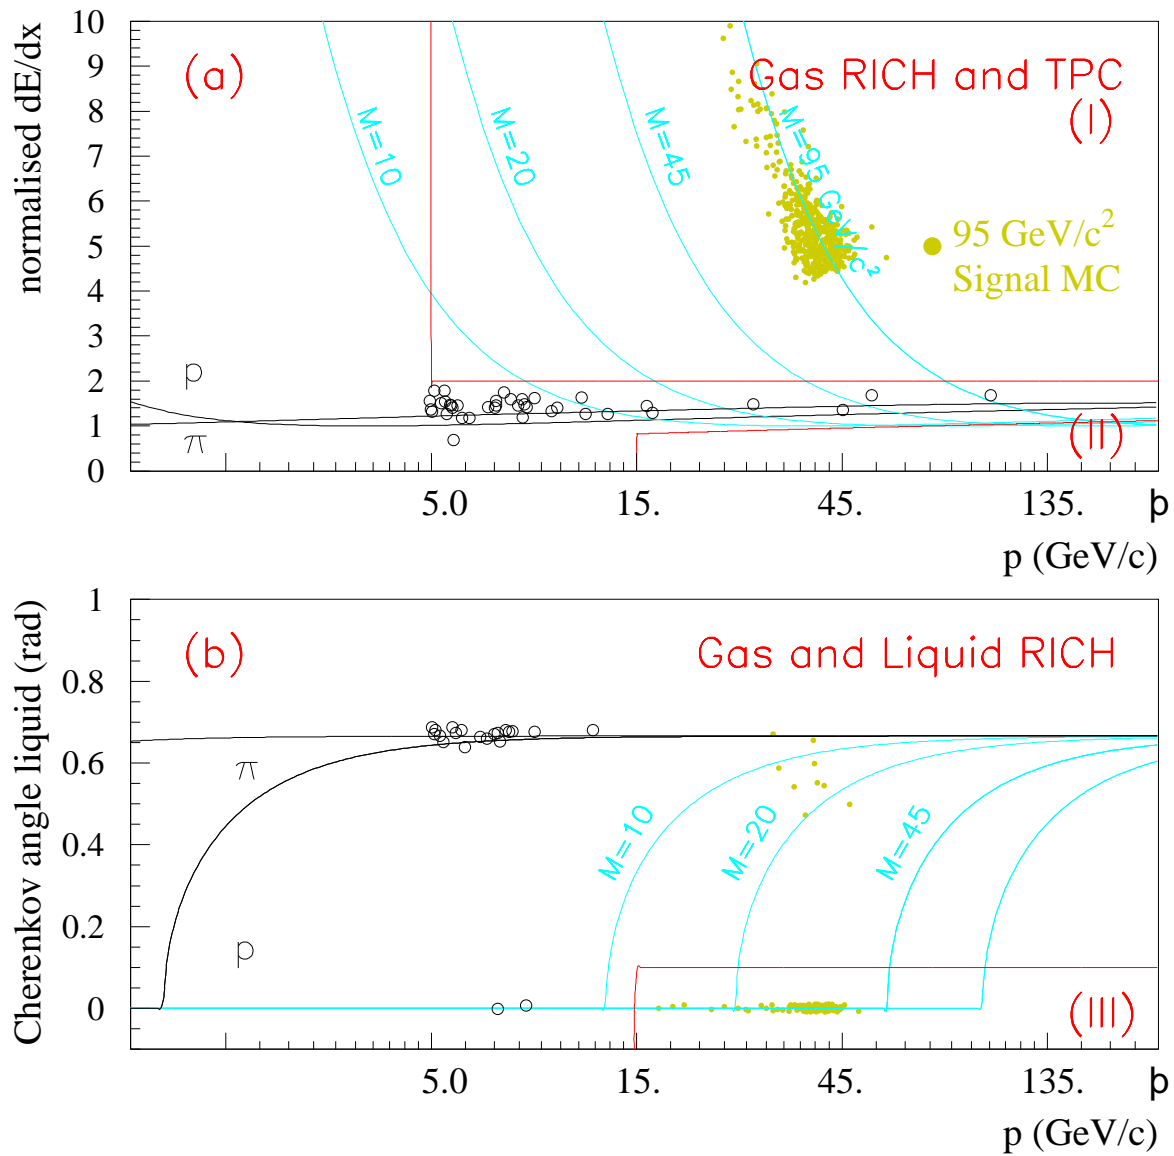 normalised dE/dx
10
9
8
7
6
5
4
3
2
1
0
(a)
Gas RICH and TPC
(I)
M=10
M=20
M=45
M=95 GeV/c²
95 GeV/c²
Signal MC
p
π
(II)
5.0
15.
45.
135.
p
p (GeV/c)
Cherenkov angle liquid (rad)
1
0.8
0.6
0.4
0.2
0
(b)
Gas and Liquid RICH
π
p
M=10
M=20
M=45
(III)
5.0
15.
45.
135.
p
p (GeV/c)